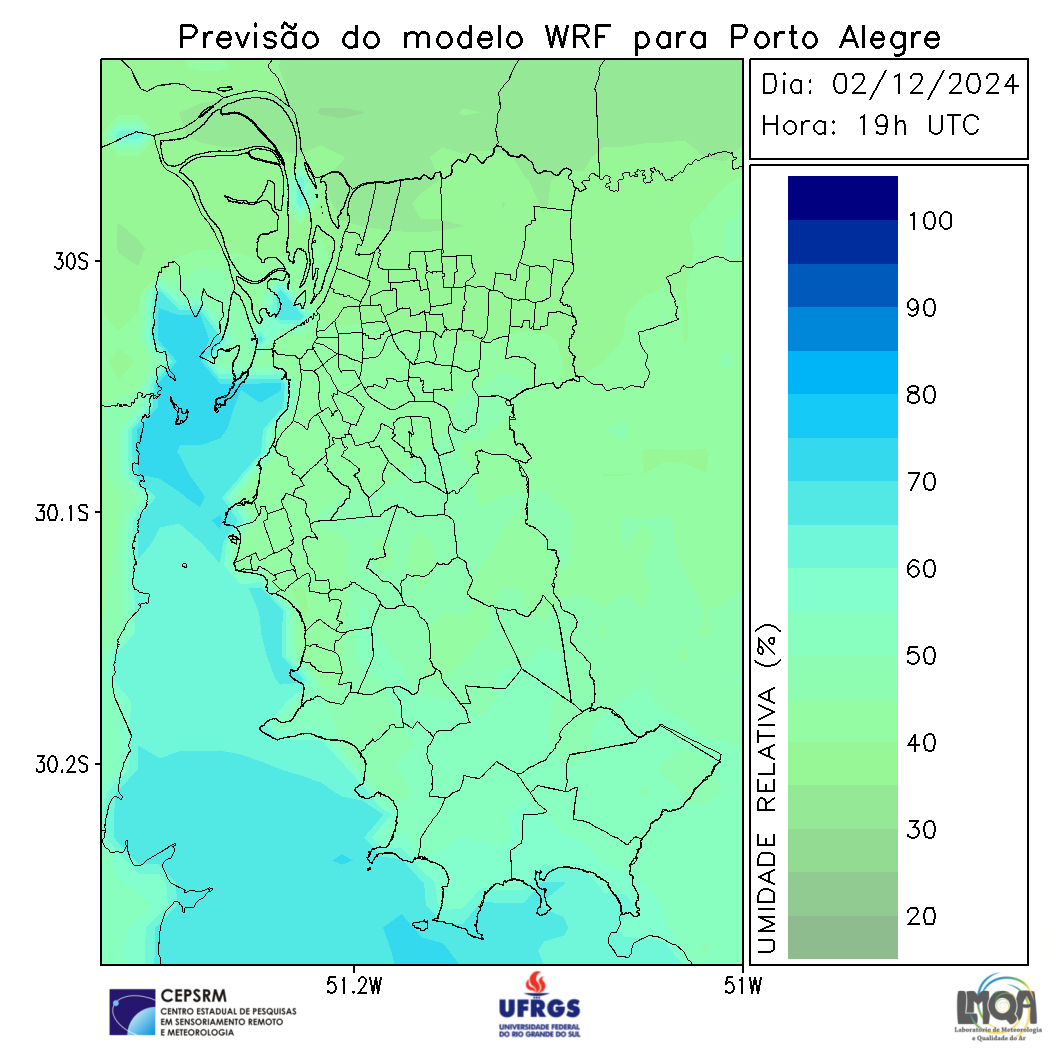 Previsão do modelo WRF para Porto Alegre
Dia: 02/12/2024
Hora: 19h UTC
30S
30.1S
30.2S
51.2W
51W
UMIDADE RELATIVA (%)
100
90
80
70
60
50
40
30
20
CEPSRM
CENTRO ESTADUAL DE PESQUISAS
EM SENSORIAMENTO REMOTO
E METEOROLOGIA
UFRGS
UNIVERSIDADE FEDERAL
DO RIO GRANDE DO SUL
LMQA
Laboratório de Meteorologia
e Qualidade do Ar